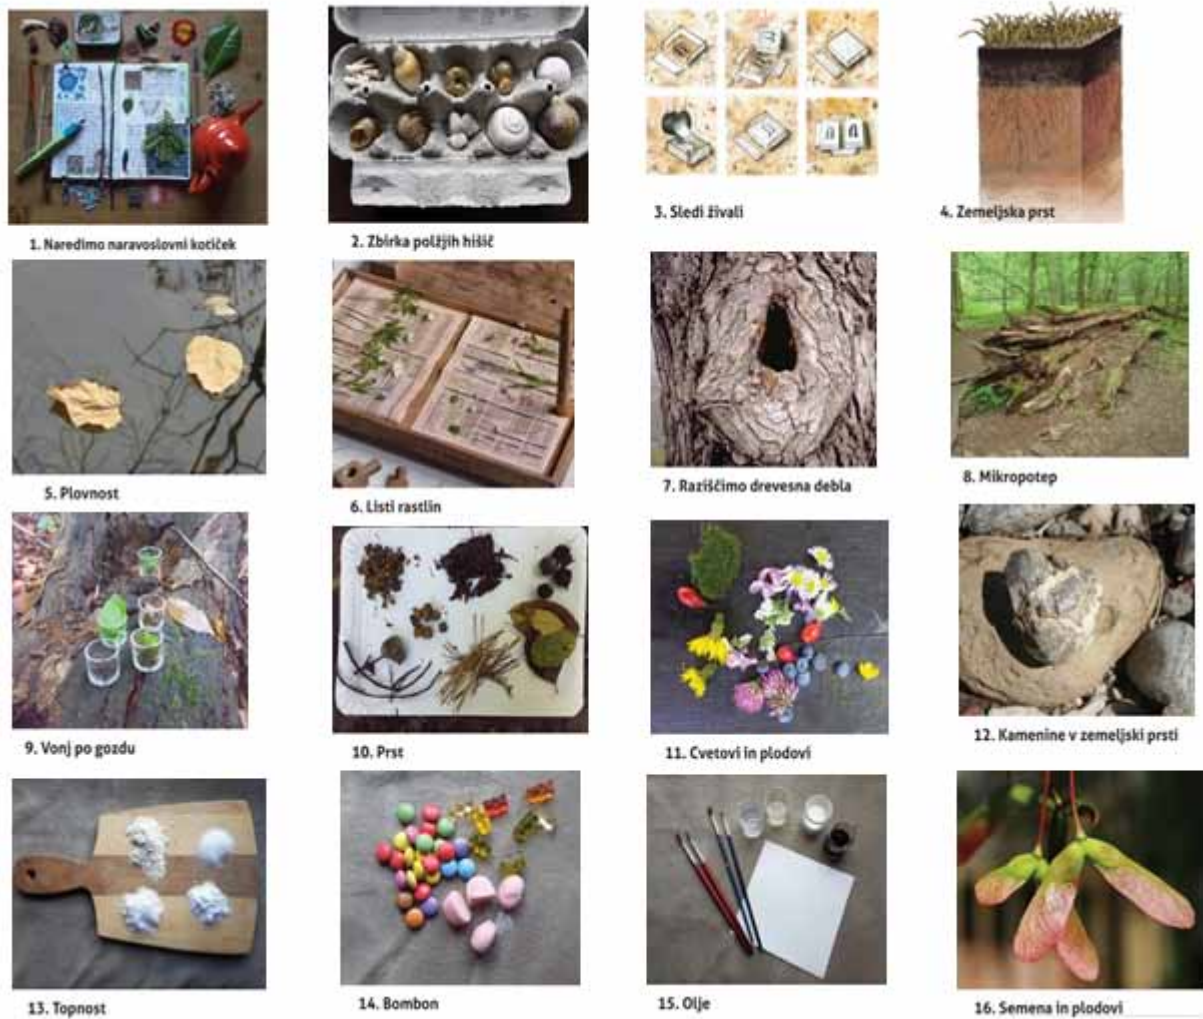 1. Naredimo naravoslovni kotiček
2. Zbirka polžjih hišič
3. Sledi živali
4. Zemeljska prst
5. Plovnost
6. Listi rastlin
7. Raziščimo drevesna debla
8. Mikropotep
9. Vonj po gozdu
10. Prst
11. Cvetovi in plodovi
12. Kamenine v zemeljski prsti
13. Topnost
14. Bombon
15. Olje
16. Semena in plodovi